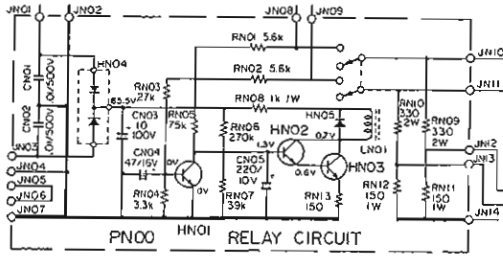 JN01 JN02 JN08 JN09
RN01 5.6k
HN04
RN02 5.6k
JN10
CN01
.0/500V
RN03
27k
RN08 1k 1W
JN11
65.5V
CN02
.0/500V
CN03
10
100V
RN05
75k
RN06
270k
HN05
RN10
330
2W
RN09
330
2W
HN02
0.7V
LN01
JN03
CN04
47/16V
0V
CN05
220/
10V
1.3V
JN12
JN13
JN04
HN03
0.6V
JN05
RN12
150
1W
RN11
150
1W
JN06
RN04
3.3k
0V
RN07
39k
RN13
150
JN07
HN01
JN14
PN00 RELAY CIRCUIT